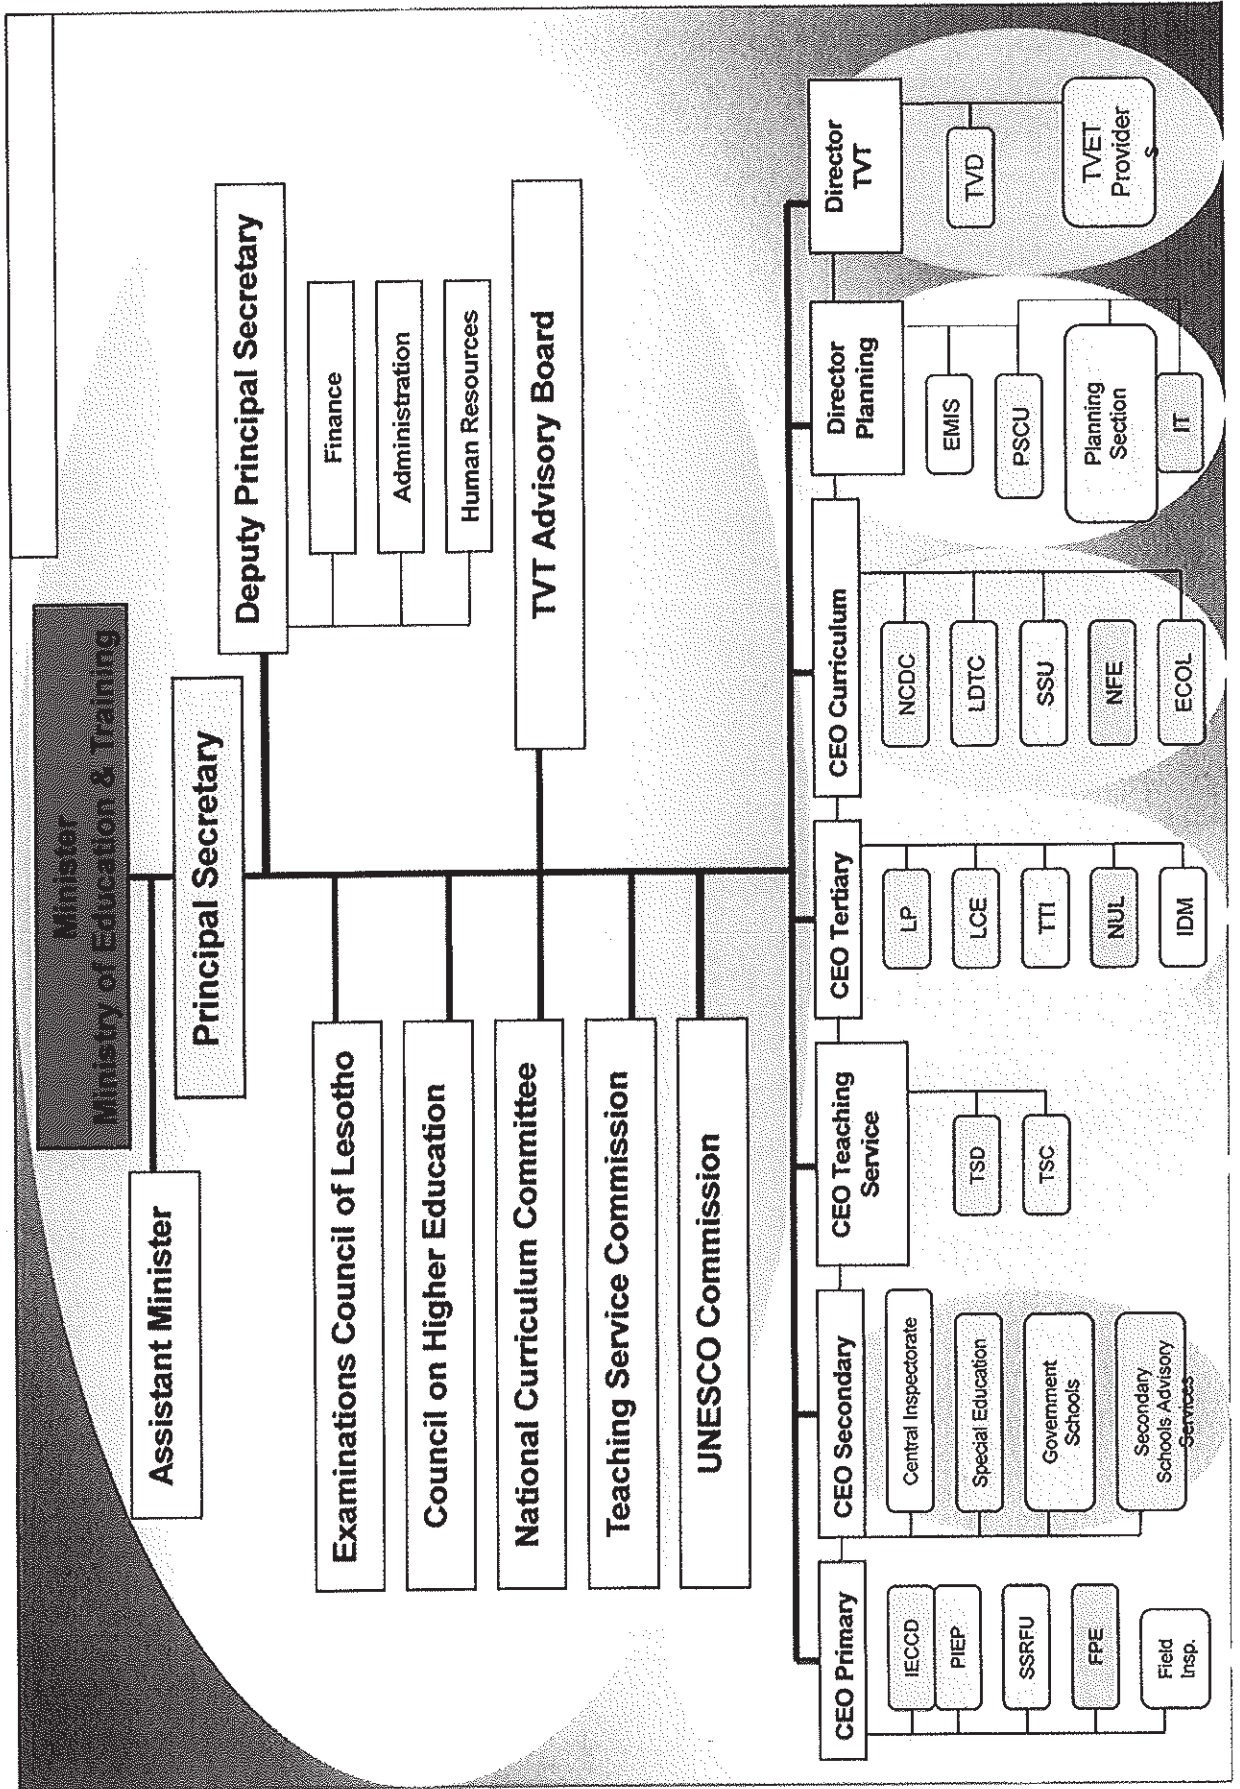 Minister
Ministry of Education & Training
Assistant Minister
Principal Secretary
Deputy Principal Secretary
Finance
Administration
Human Resources
Examinations Council of Lesotho
Council on Higher Education
National Curriculum Committee
TVT Advisory Board
Teaching Service Commission
UNESCO Commission
CEO Primary
IECCD
PIEP
SSRFU
FPE
Field
Insp.
CEO Secondary
Central Inspectorate
Special Education
Government
Schools
Secondary
Schools Advisory
Services
CEO Teaching
Service
TSD
TSC
CEO Tertiary
LP
LCE
TTI
NUL
IDM
CEO Curriculum
NCDC
LDTC
SSU
NFE
ECOL
Director
Planning
EMIS
PSCU
Planning
Section
IT
Director
TVT
TVD
TVET
Provider
s